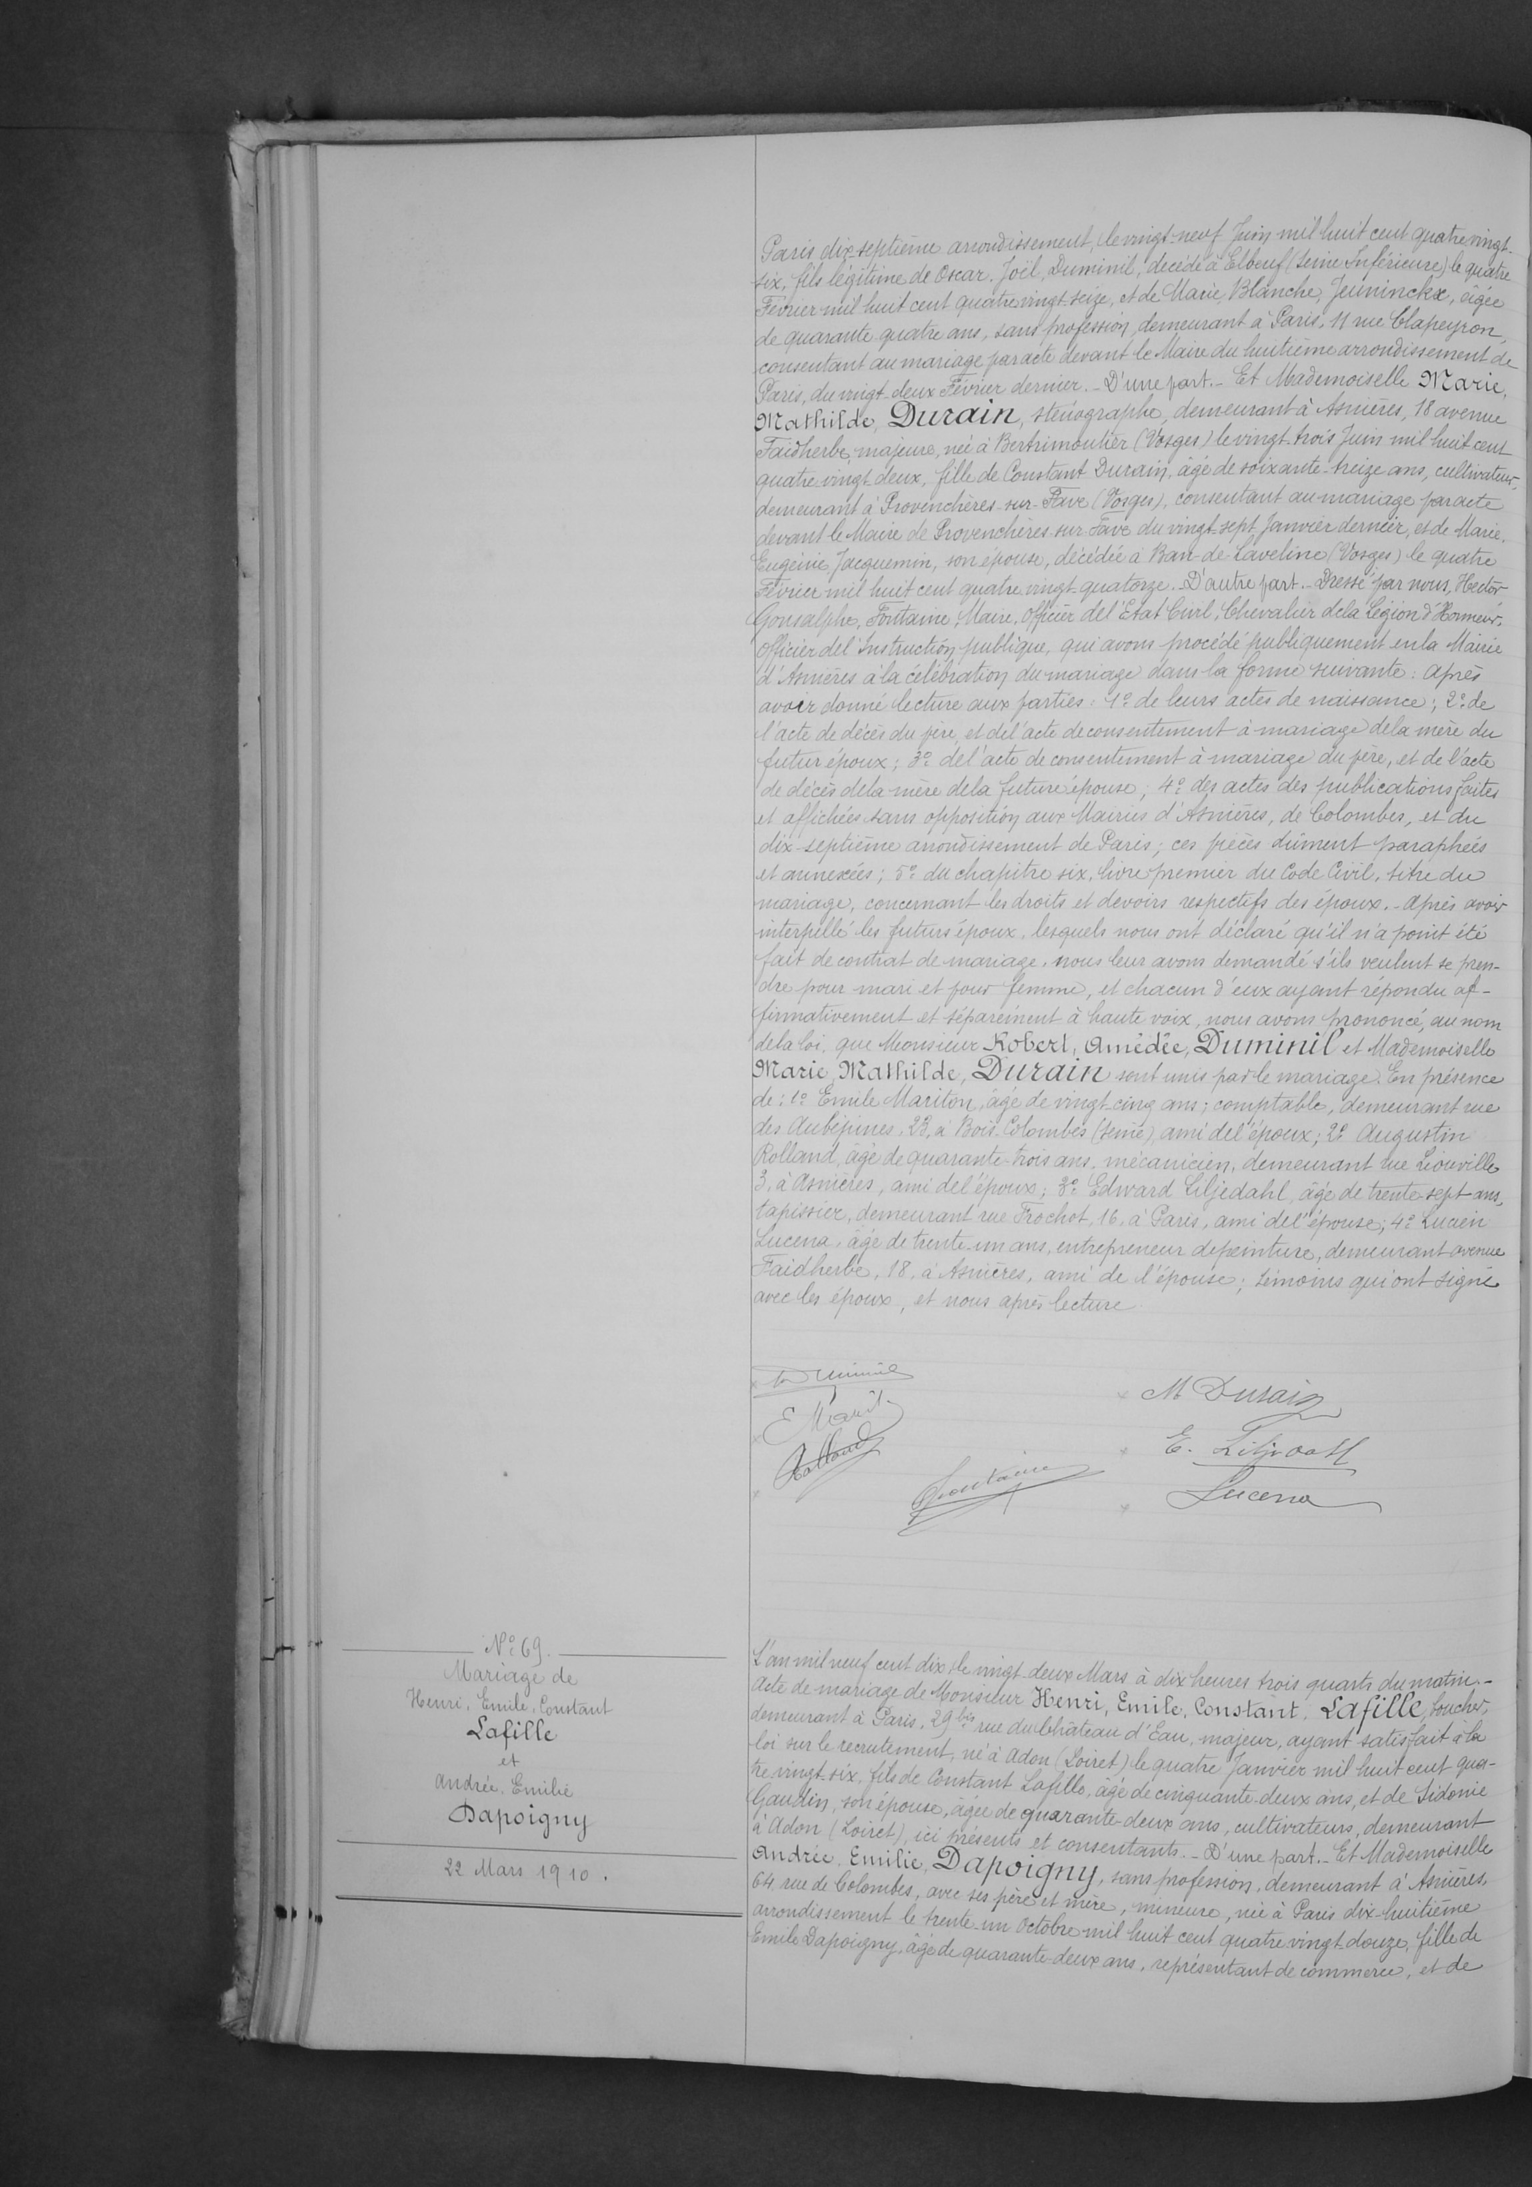 Paris dix-septième arrondissement, le vingt-neuf Juin mil huit cent quatre vingt-
six, fils légitime de Oscar, Joël, Duminil, décédé à Elbeuf (Seine Inférieure) le quatre
Février mil huit cent quatre vingt seize, et de Marie, Blanche, Jeuninckx, âgée
de quarante quatre ans, sans profession, demeurant à Paris, 11 rue Clapeyron,
consentant au mariage par acte devant le Maire du huitième arrondissement de
Paris, du vingt-deux Février dernier. - D'une part. - Et Mademoiselle Marie,
Mathilde, Durain, sténographe, demeurant à Asnières, 18 avenue
Faidherbe, majeure, née à Bertrimoutier (Vosges) le vingt-trois Juin mil huit cent
quatre vingt deux, fille de Constant Durain, âgé de soixante-treize ans, cultivateur,
demeurant à Provenchères-sur-Fave (Vosges), consentant au mariage par acte
devant le Maire de Provenchères-sur-Fave du vingt-sept Janvier dernier, et de Marie,
Eugénie, Jacquemin, son épouse, décédée à Ban-de-Laveline (Vosges) le quatre
Février mil huit cent quatre vingt-quatorze. - D'autre part. - Dressé par nous, Hector
Gonsalphe, Fontaine, Maire, Officier de l'Etat Civil, Chevalier de la Légion d'Honneur,
Officier de l'Instruction publique, qui avons procédé publiquement en la Mairie
d'Asnières à la célébration du mariage dans la forme suivante : Après
avoir donné lecture aux parties : 1° de leurs actes de naissance ; 2° de
l'acte de décès du père, et de l'acte de consentement à mariage de la mère du
futur époux ; 3° de l'acte de consentement à mariage du père, et de l'acte
de décès de la mère de la future épouse ; 4° des actes des publications faites
et affichées sans opposition aux Mairies d'Asnières, de Colombes, et du
dix-septième arrondissement de Paris ; ces pièces dûment paraphées
et annexées ; 5° du chapitre six, livre premier du Code Civil, titre du
mariage, concernant les droits et devoirs respectifs des époux. - Après avoir
interpellé les futurs époux, lesquels nous ont déclaré qu'il n'a point été
fait de contrat de mariage, nous leur avons demandé s'ils veulent se pren-
dre pour mari et pour femme, et chacun d'eux ayant répondu af-
firmativement et séparément à haute voix, nous avons prononcé, au nom
de la loi, que Monsieur Robert, Amédée, Duminil et Mademoiselle
Marie, Mathilde, Durain sont unis par le mariage. En présence
de : 1° Emile Mariton, âgé de vingt-cinq ans ; comptable, demeurant rue
des Aubépines, 23, à Bois-Colombes (Seine) ami de l'époux ; 2° Augustin
Rolland, âgé de quarante-trois ans, mécanicien, demeurant rue Liouville
3, à Asnières, ami de l'époux ; 3° Edward Liljedahl, âgé de trente-sept ans,
tapissier, demeurant rue Frochot, 16, à Paris, ami de l'épouse ; 4° Lucien
Lucena, âgé de trente-un ans, entrepreneur de peinture, demeurant avenue
Faidherbe, 18, à Asnières, ami de l'épouse ; témoins qui ont signé
avec les époux, et nous après lecture
Duminil
M Durain
E Marit
E. Liljedahl
Rolland
Fontaine
Lucena
N° 69.
Mariage de
Henri, Emile, Constant
Lafille
et
Andrée, Emilie
Dapoigny
22 Mars 1910.
L'an mil neuf cent dix, le vingt-deux Mars à dix heures trois quarts du matin. -
Acte de mariage de Monsieur Henri, Emile, Constant, Lafille, boucher,
demeurant à Paris, 29 bis rue du Château d'Eau, majeur, ayant satisfait à la
loi sur le recrutement, né à Adon (Loiret) le quatre Janvier mil huit cent qua-
tre vingt-six, fils de Constant Lafille, âgé de cinquante-deux ans, et de Sidonie
Gaudin, son épouse, âgée de quarante-deux ans, cultivateurs, demeurant
à Adon (Loiret), ici présents et consentants. - D'une part. - Et Mademoiselle
Andrée, Emilie, Dapoigny, sans profession, demeurant à Asnières,
64, rue de Colombes, avec ses père et mère, mineure, née à Paris dix-huitième
arrondissement le trente-un Octobre mil huit cent quatre vingt-douze, fille de
Emile Dapoigny, âgé de quarante-deux ans, représentant de commerce, et de